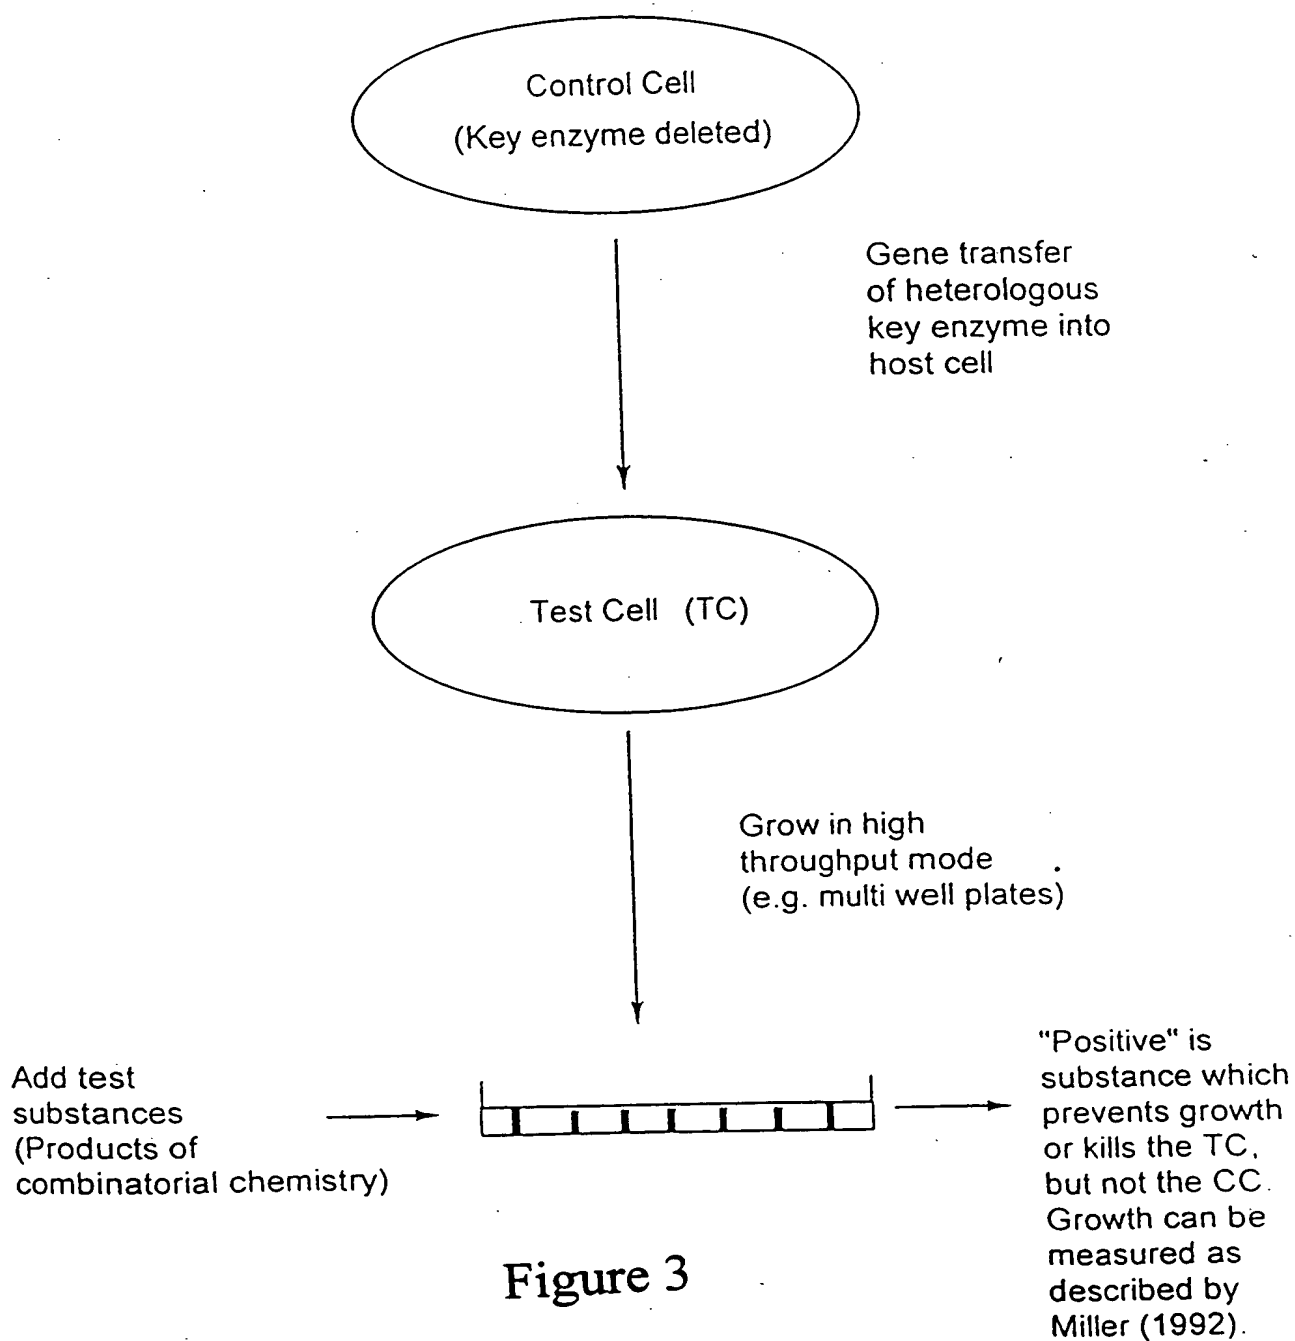 Control Cell
(Key enzyme deleted)
Gene transfer
of heterologous
key enzyme into
host cell
Test Cell (TC)
Grow in high
throughput mode
(e.g. multi well plates)
Add test
substances
(Products of
combinatorial chemistry)
"Positive" is
substance which
prevents growth
or kills the TC,
but not the CC.
Growth can be
measured as
described by
Miller (1992).
Figure 3